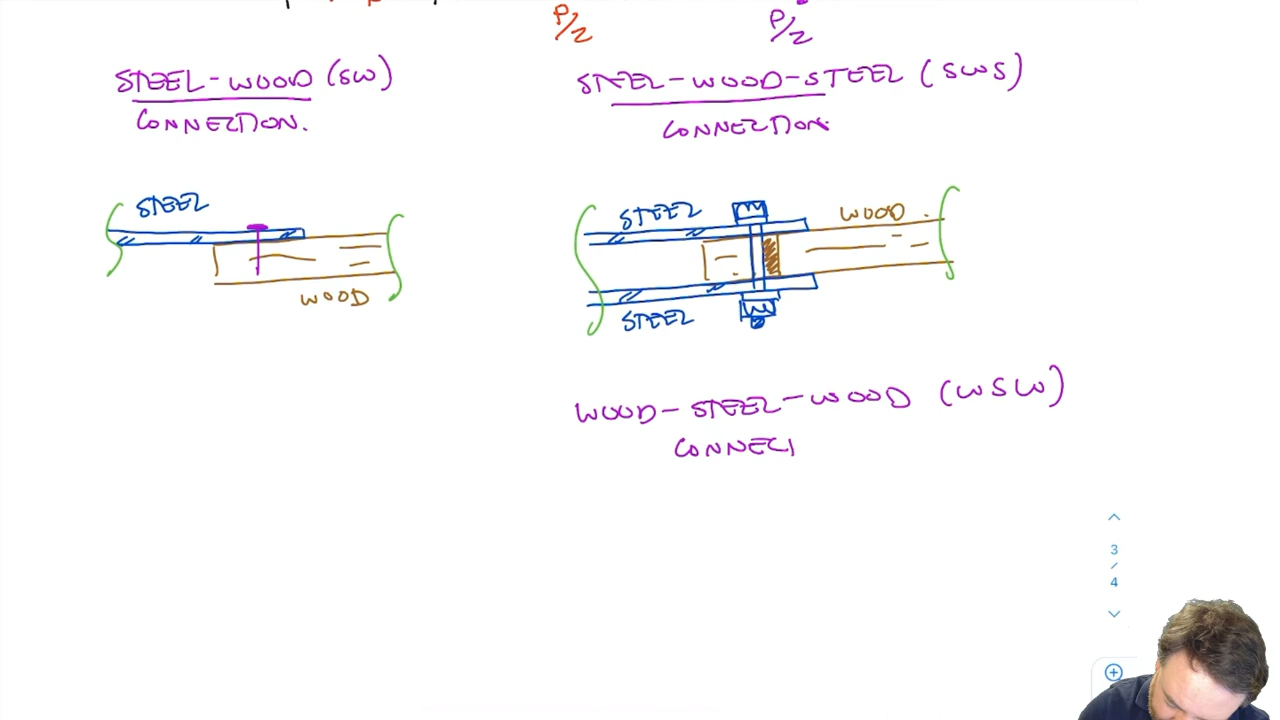 P/2
P/2
STEEL-WOOD (SW)
CONNECTION.
STEEL-WOOD-STEEL (SWS)
CONNECTION.
STEEL
WOOD
STEEL
WOOD
STEEL
WOOD-STEEL-WOOD (WSW)
CONNECT
3
/
4